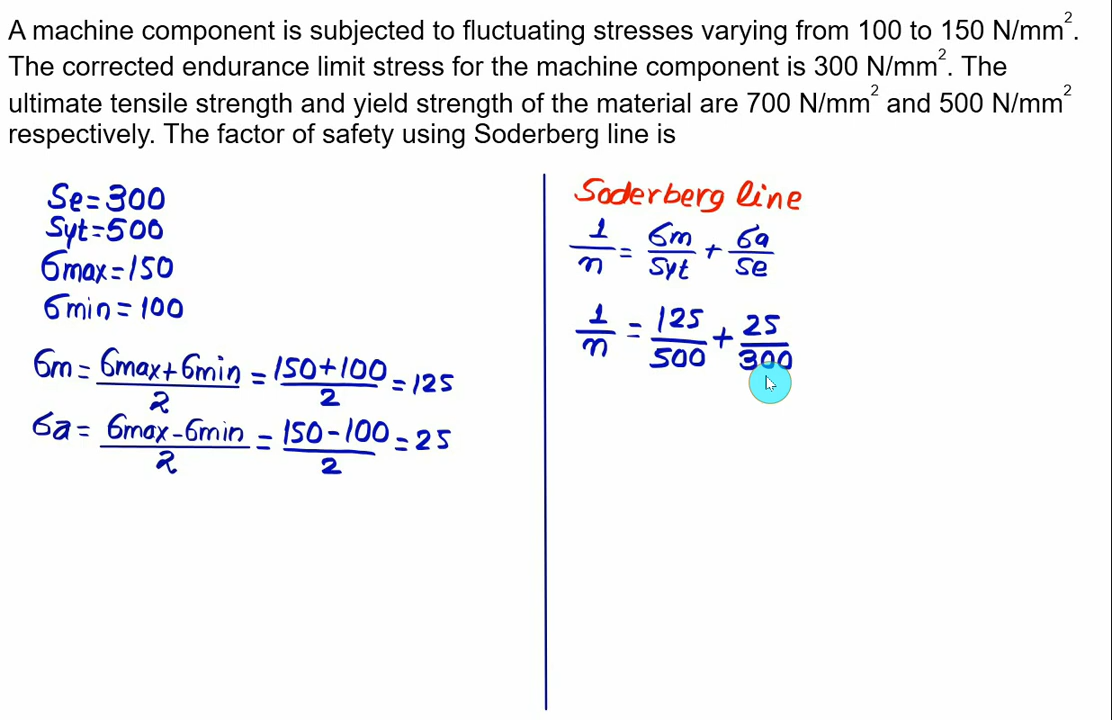 A machine component is subjected to fluctuating stresses varying from 100 to 150 N/mm².
The corrected endurance limit stress for the machine component is 300 N/mm². The
ultimate tensile strength and yield strength of the material are 700 N/mm² and 500 N/mm²
respectively. The factor of safety using Soderberg line is
Se=300
Syt=500
σmax=150
σmin=100
σm = (σmax+σmin)/2 = (150+100)/2 = 125
σa = (σmax-σmin)/2 = (150-100)/2 = 25
Soderberg line
1/n = σm/Syt + σa/Se
1/n = 125/500 + 25/300